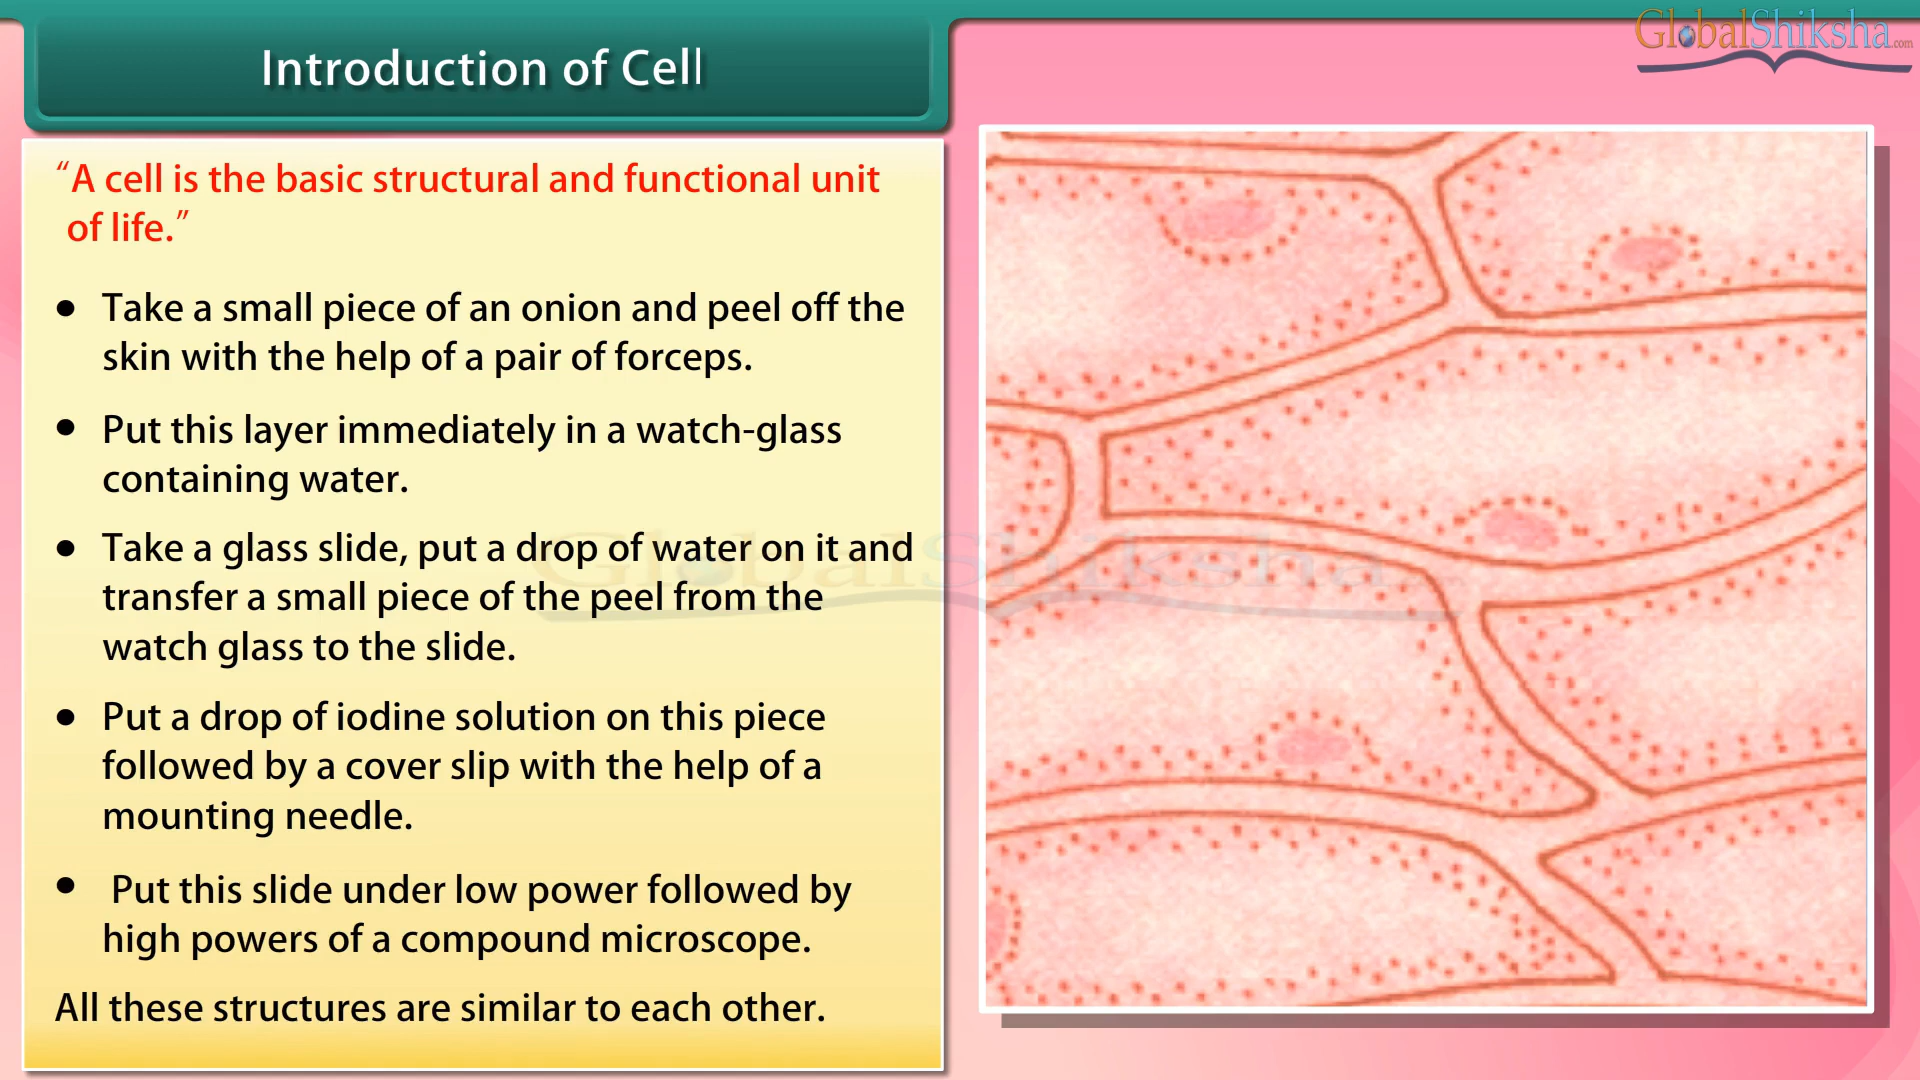 Introduction of Cell
GlobalShiksha.com
“A cell is the basic structural and functional unit
of life.”
● Take a small piece of an onion and peel off the
skin with the help of a pair of forceps.
● Put this layer immediately in a watch-glass
containing water.
● Take a glass slide, put a drop of water on it and
transfer a small piece of the peel from the
watch glass to the slide.
● Put a drop of iodine solution on this piece
followed by a cover slip with the help of a
mounting needle.
● Put this slide under low power followed by
high powers of a compound microscope.
All these structures are similar to each other.
GlobalShiksha